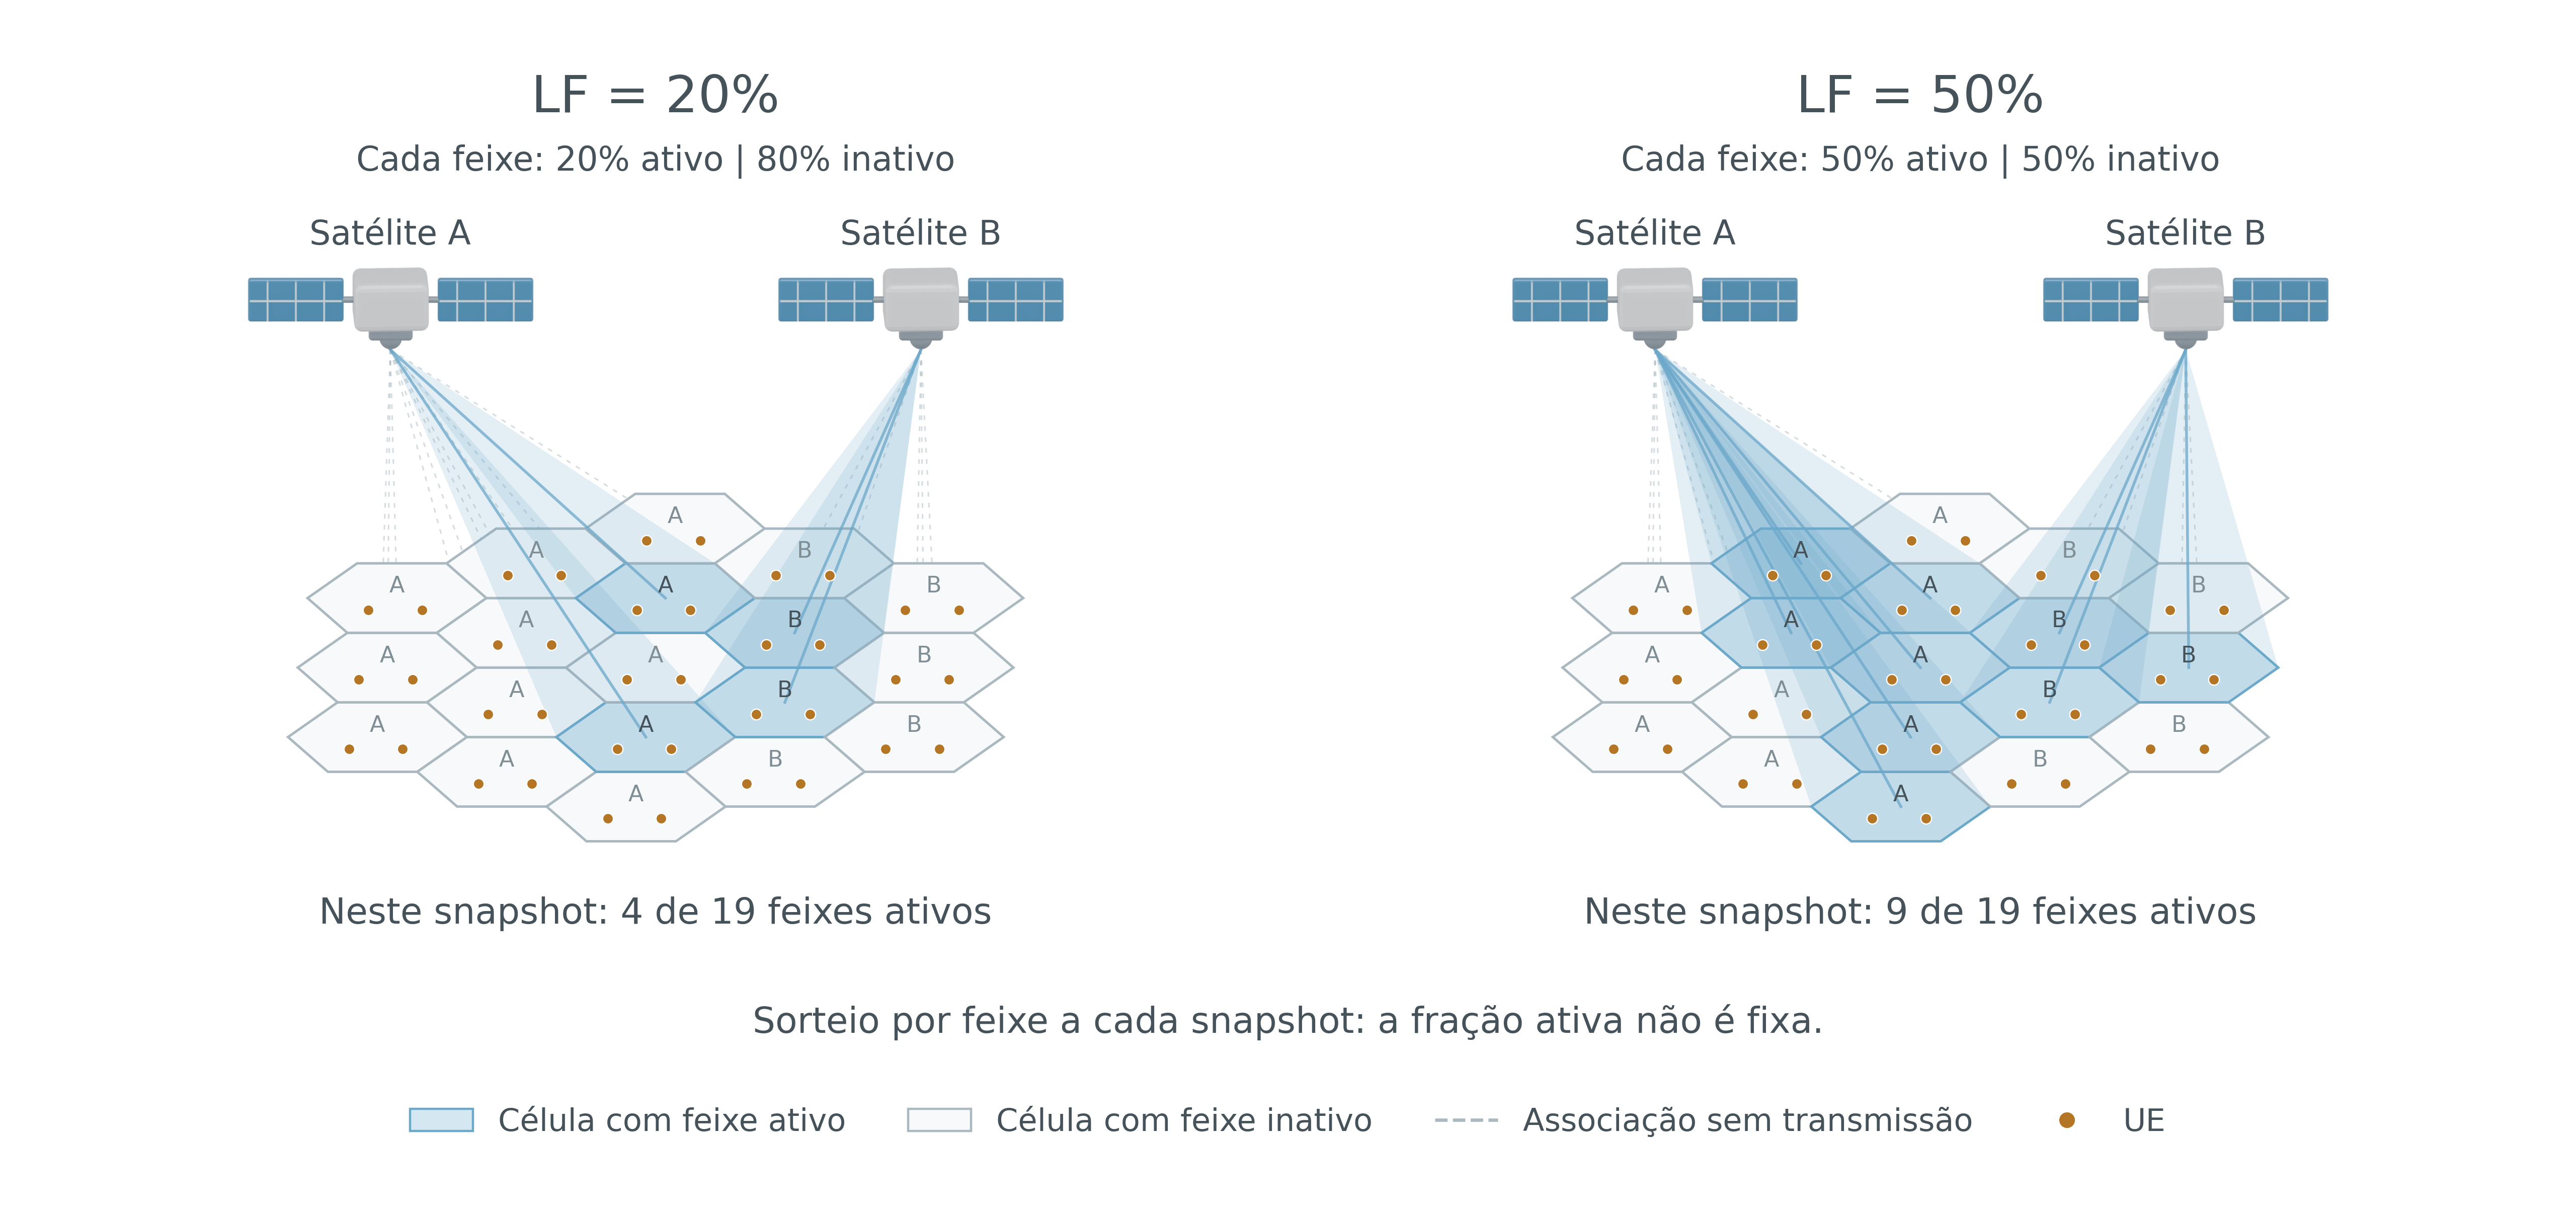 LF = 20%
Cada feixe: 20% ativo | 80% inativo
Satélite A
Satélite B
A
A
B
A
A
B
A
B
A
A
B
A
B
A
A
B
A
B
A
Neste snapshot: 4 de 19 feixes ativos
LF = 50%
Cada feixe: 50% ativo | 50% inativo
Satélite A
Satélite B
A
A
B
A
A
B
A
B
A
A
B
A
B
A
A
B
A
B
A
Neste snapshot: 9 de 19 feixes ativos
Sorteio por feixe a cada snapshot: a fração ativa não é fixa.
Célula com feixe ativo
Célula com feixe inativo
Associação sem transmissão
UE